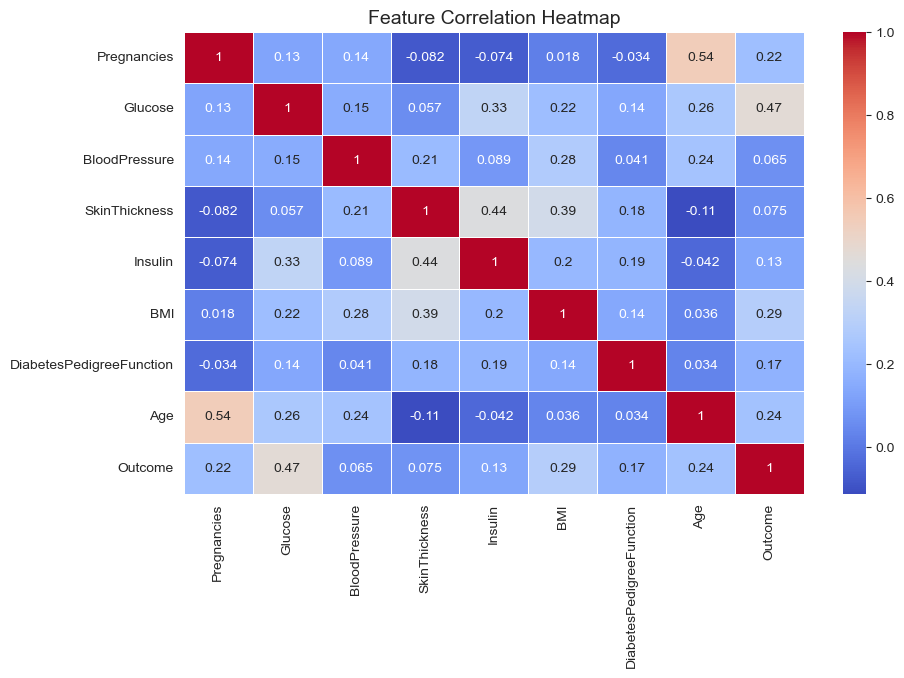 Feature Correlation Heatmap
Pregnancies 1 0.13 0.14 -0.082 -0.074 0.018 -0.034 0.54 0.22
Glucose 0.13 1 0.15 0.057 0.33 0.22 0.14 0.26 0.47
BloodPressure 0.14 0.15 1 0.21 0.089 0.28 0.041 0.24 0.065
SkinThickness -0.082 0.057 0.21 1 0.44 0.39 0.18 -0.11 0.075
Insulin -0.074 0.33 0.089 0.44 1 0.2 0.19 -0.042 0.13
BMI 0.018 0.22 0.28 0.39 0.2 1 0.14 0.036 0.29
DiabetesPedigreeFunction -0.034 0.14 0.041 0.18 0.19 0.14 1 0.034 0.17
Age 0.54 0.26 0.24 -0.11 -0.042 0.036 0.034 1 0.24
Outcome 0.22 0.47 0.065 0.075 0.13 0.29 0.17 0.24 1
Pregnancies
Glucose
BloodPressure
SkinThickness
Insulin
BMI
DiabetesPedigreeFunction
Age
Outcome
1.0
0.8
0.6
0.4
0.2
0.0